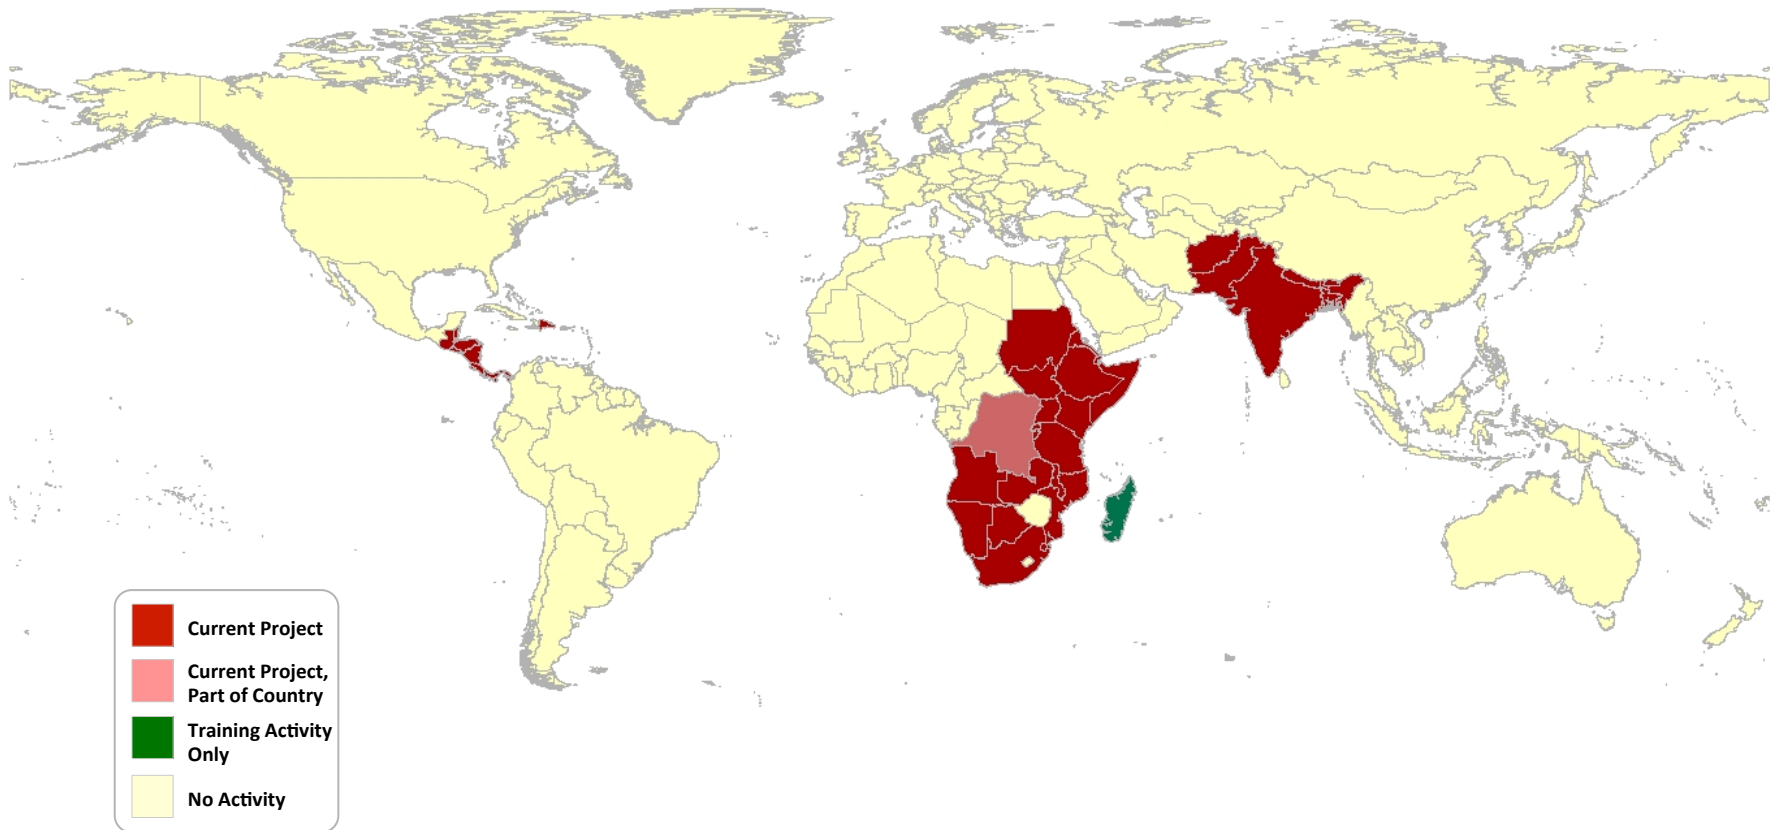 Current Project
Current Project,
Part of Country
Training Activity
Only
No Activity